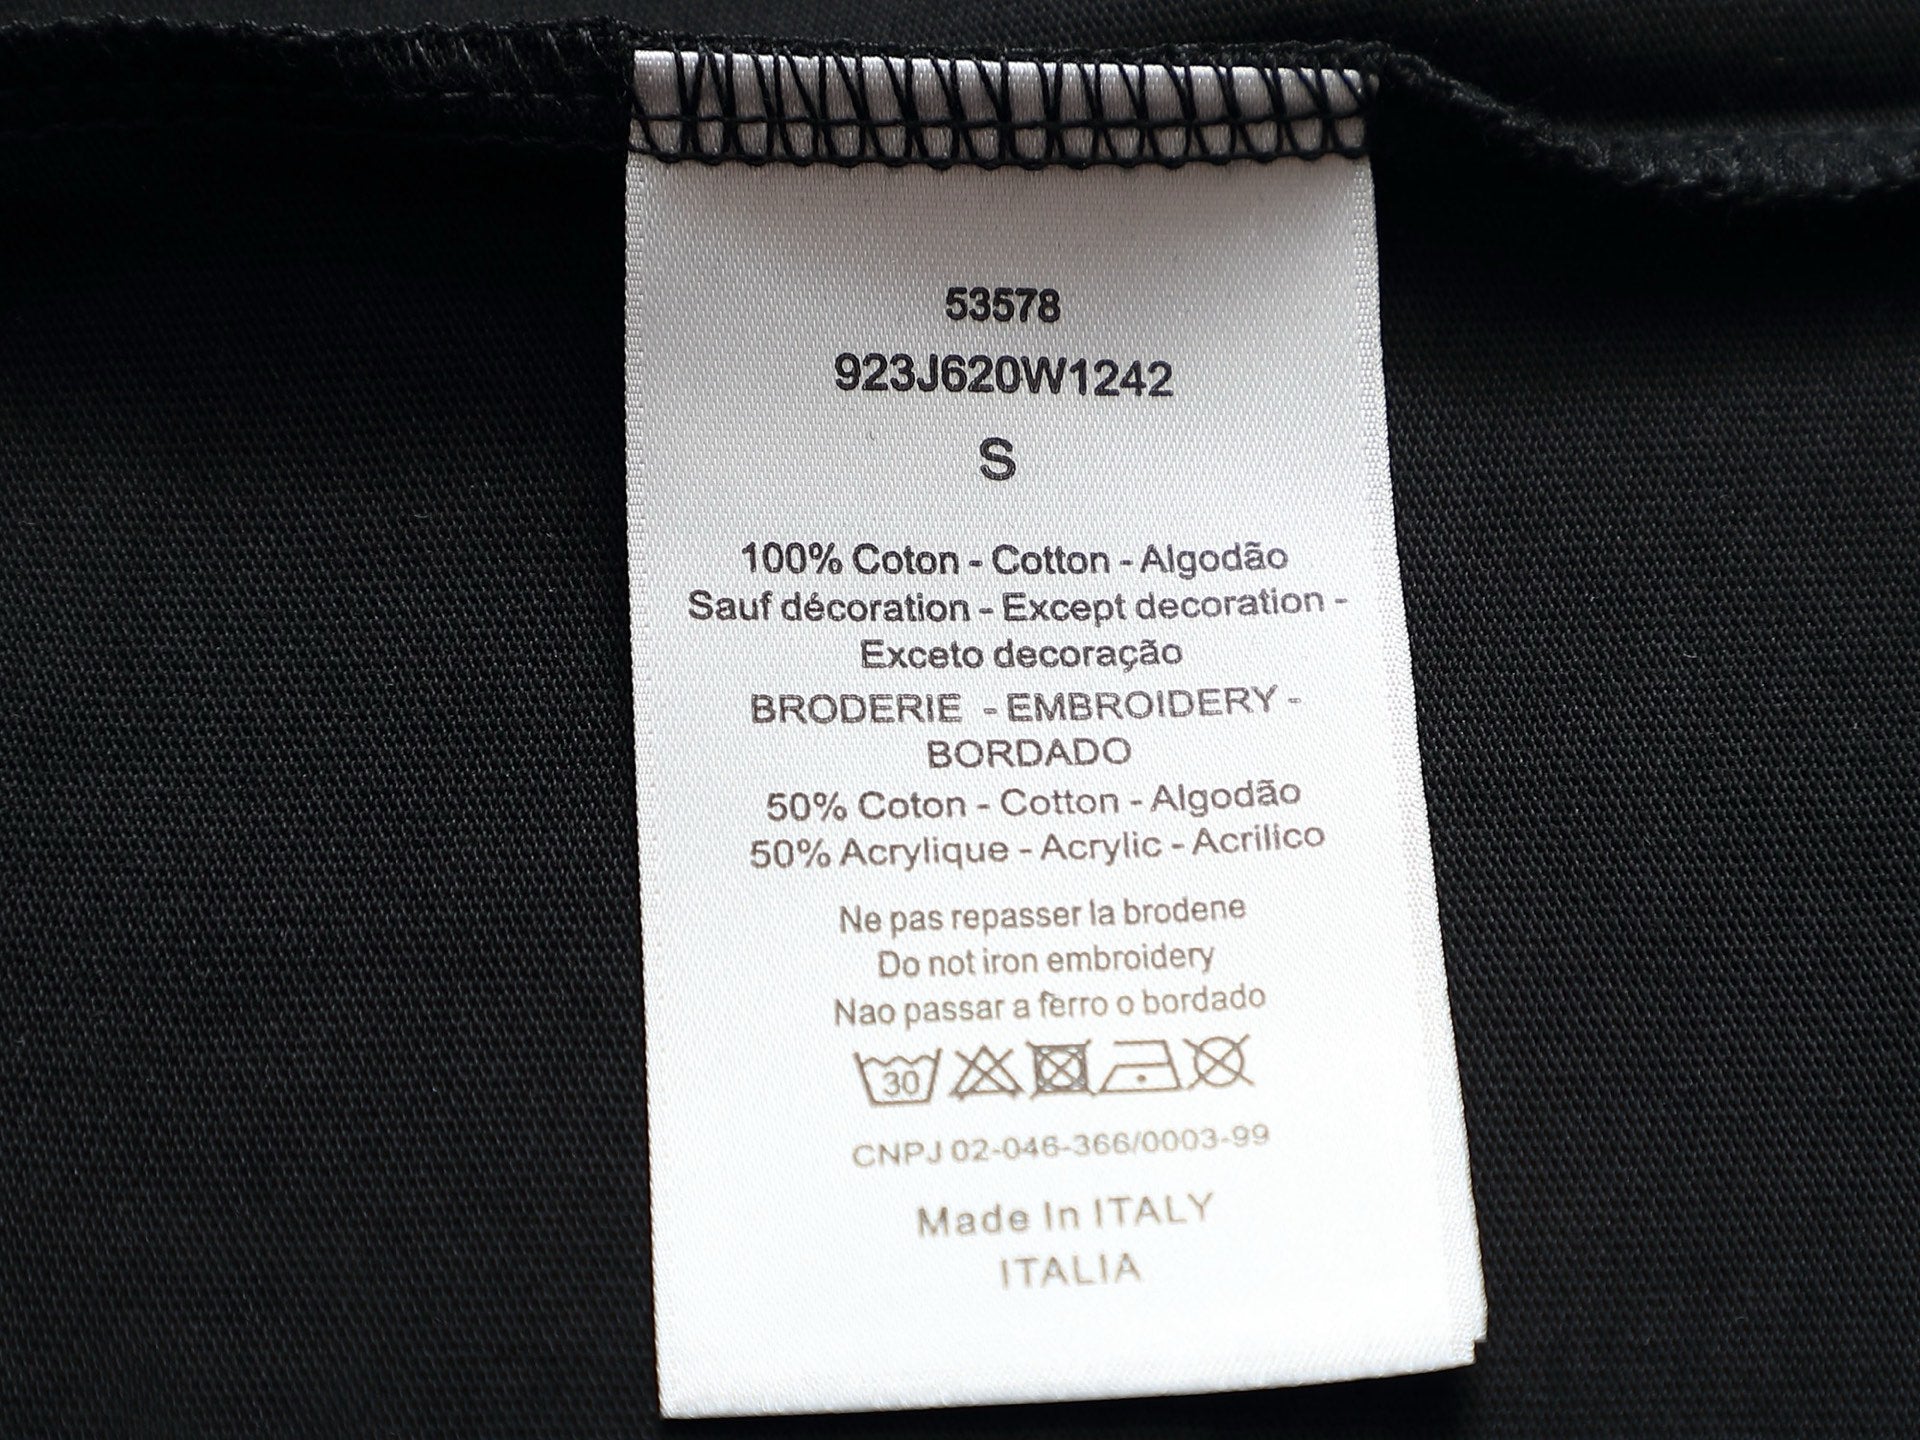 53578
923J620W1242
S
100% Coton - Cotton - Algodão
Sauf décoration - Except decoration -
Exceto decoração
BRODERIE - EMBROIDERY -
BORDADO
50% Coton - Cotton - Algodão
50% Acrylique - Acrylic - Acrilico
Ne pas repasser la brodene
Do not iron embroidery
Nao passar a ferro o bordado
30
CNPJ 02-046-366/0003-99
Made In ITALY
ITALIA